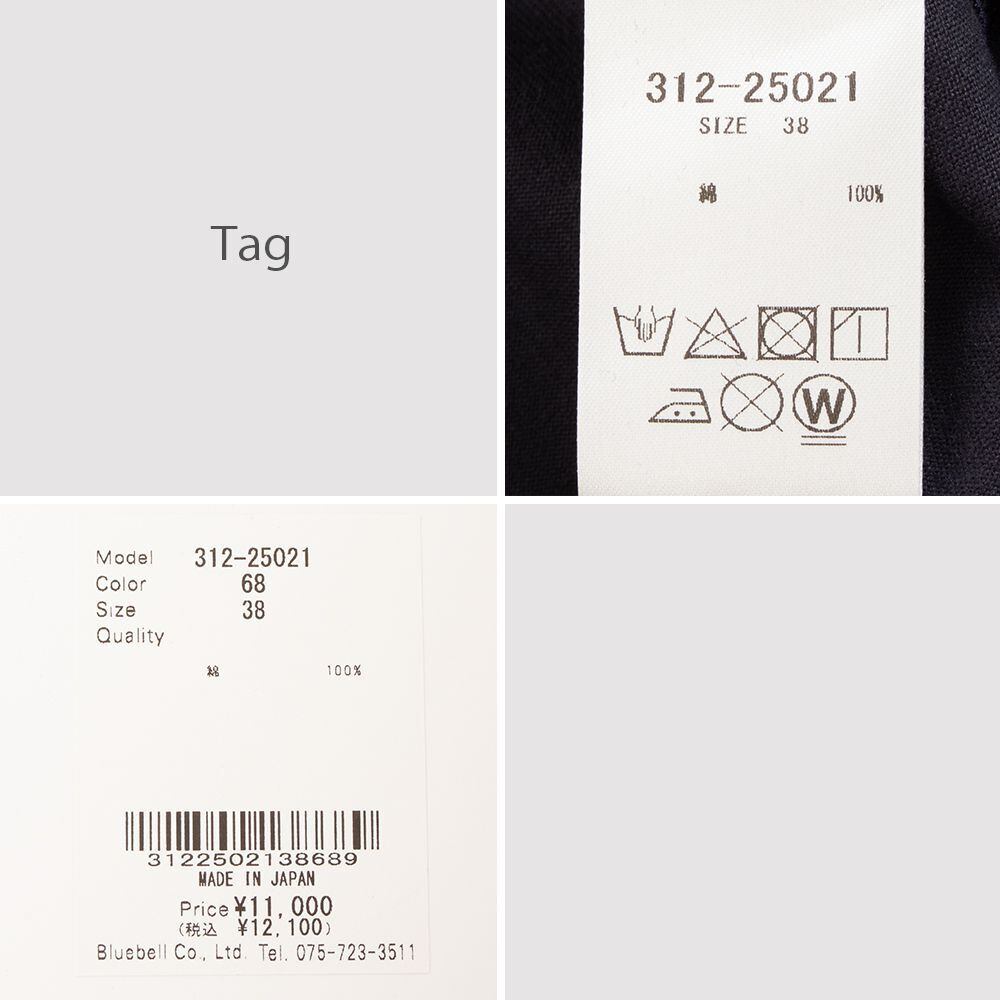 Tag
312-25021
SIZE 38
綿 100%
W
Model 312-25021
Color 68
Size 38
Quality
綿 100%
3122502138689
MADE IN JAPAN
Price ¥11,000
(税込 ¥12,100)
Bluebell Co., Ltd. Tel. 075-723-3511